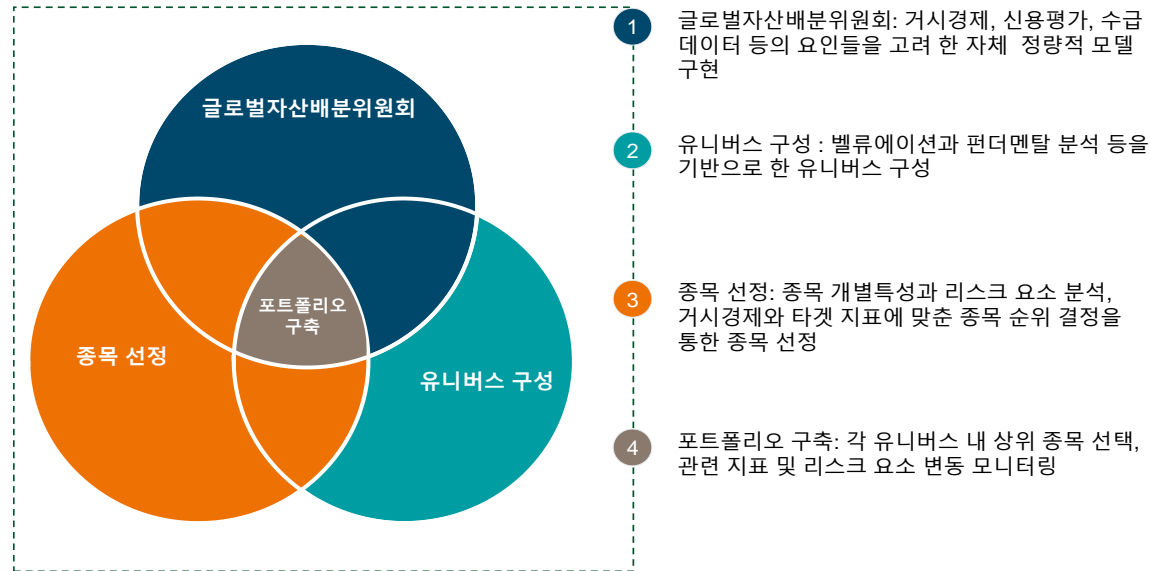 글로벌자산배분위원회
포트폴리오
구축
종목 선정
유니버스 구성
1
글로벌자산배분위원회: 거시경제, 신용평가, 수급
데이터 등의 요인들을 고려 한 자체 정량적 모델
구현
2
유니버스 구성 : 벨류에이션과 펀더멘탈 분석 등을
기반으로 한 유니버스 구성
3
종목 선정: 종목 개별특성과 리스크 요소 분석,
거시경제와 타겟 지표에 맞춘 종목 순위 결정을
통한 종목 선정
4
포트폴리오 구축: 각 유니버스 내 상위 종목 선택,
관련 지표 및 리스크 요소 변동 모니터링